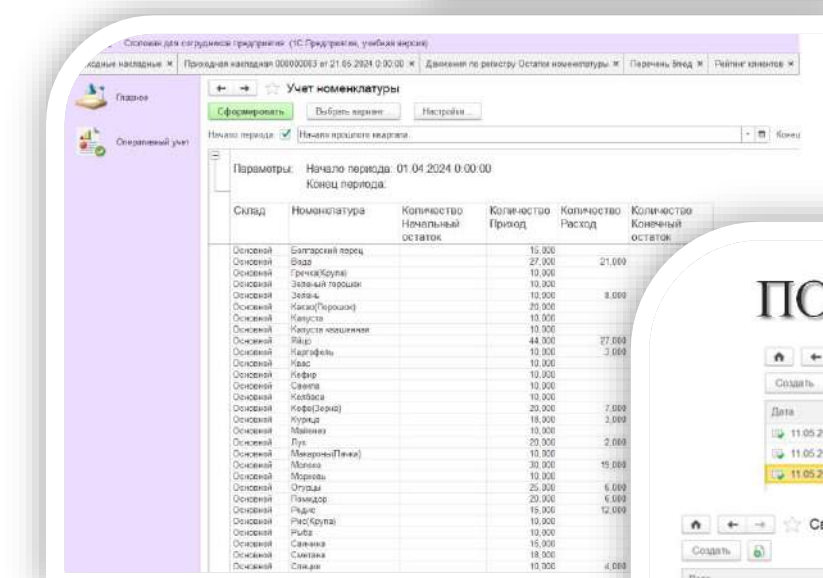 Столовая для сотрудников предприятия (1С:Предприятие, учебная версия)
ходные накладные × Приходная накладная 000000003 от 21.05.2024 0:00:00 × Движения по регистру Остатки номенклатуры × Перечень блюд × Рейтинг клиентов ×
Главное
Оперативный учет
Учет номенклатуры
Сформировать Выбрать вариант... Настройки...
Начало периода: Начало прошлого квартала Конец
Параметры: Начало периода: 01.04.2024 0:00:00
Конец периода:
Склад Номенклатура Количество Количество Количество Количество
Начальный Приход Расход Конечный
остаток остаток
Основной Болгарский перец 15,000
Основной Вода 27,000 21,000
Основной Гречка(Крупа) 10,000
Основной Зеленый горошек 10,000
Основной Зелень 10,000 8,000
Основной Какао(Порошок) 20,000
Основной Капуста 10,000
Основной Капуста квашенная 10,000
Основной Яйцо 44,000 27,000
Основной Картофель 10,000 3,000
Основной Квас 10,000
Основной Кефир 10,000
Основной Свекла 10,000
Основной Колбаса 10,000
Основной Кофе(Зерна) 20,000 7,000
Основной Курица 18,000 3,000
Основной Майонез 10,000
Основной Лук 20,000 2,000
Основной Макароны(Пачка) 10,000
Основной Молоко 30,000 15,000
Основной Морковь 10,000
Основной Огурцы 25,000 6,000
Основной Помидор 20,000 6,000
Основной Редис 15,000 12,000
Основной Рис(Крупа) 10,000
Основной Рыба 10,000
Основной Свинина 15,000
Основной Сметана 18,000
Основной Специи 10,000 4,000
ПО
Создать
Дата
11.05.2
11.05.2
11.05.2
Создать